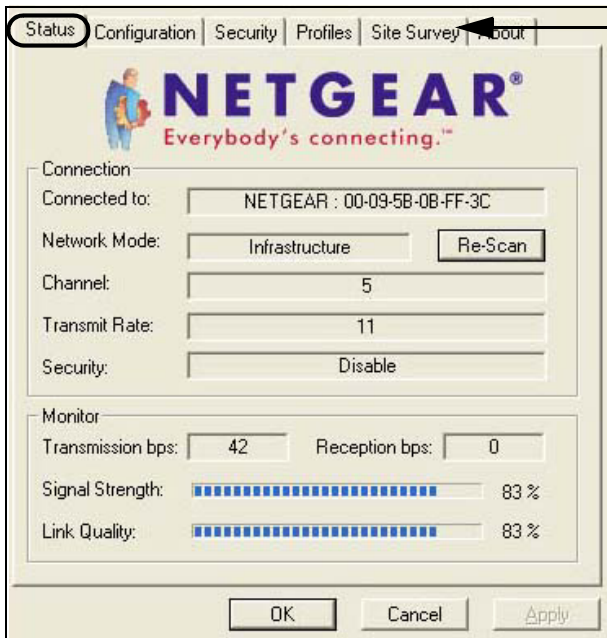 Status Configuration Security Profiles Site Survey About
NETGEAR®
Everybody's connecting.™
Connection
Connected to: NETGEAR : 00-09-5B-0B-FF-3C
Network Mode: Infrastructure Re-Scan
Channel: 5
Transmit Rate: 11
Security: Disable
Monitor
Transmission bps: 42 Reception bps: 0
Signal Strength: 83 %
Link Quality: 83 %
OK Cancel Apply